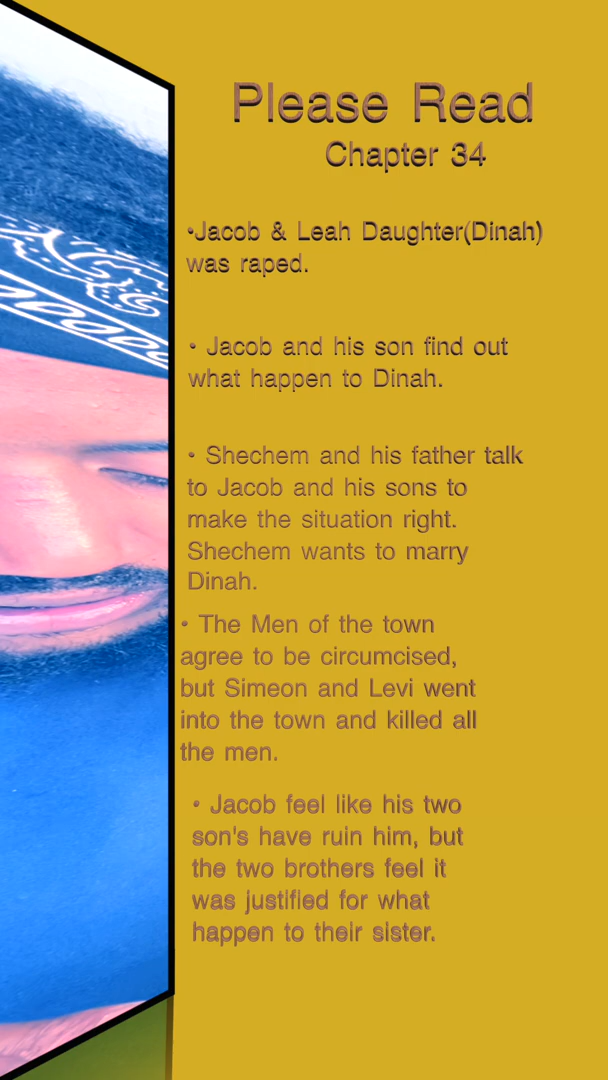 Please Read
Chapter 34
•Jacob & Leah Daughter(Dinah)
was raped.
• Jacob and his son find out
what happen to Dinah.
• Shechem and his father talk
to Jacob and his sons to
make the situation right.
Shechem wants to marry
Dinah.
• The Men of the town
agree to be circumcised,
but Simeon and Levi went
into the town and killed all
the men.
• Jacob feel like his two
son's have ruin him, but
the two brothers feel it
was justified for what
happen to their sister.